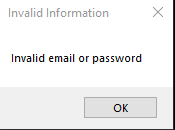 Invalid Information
Invalid email or password
OK